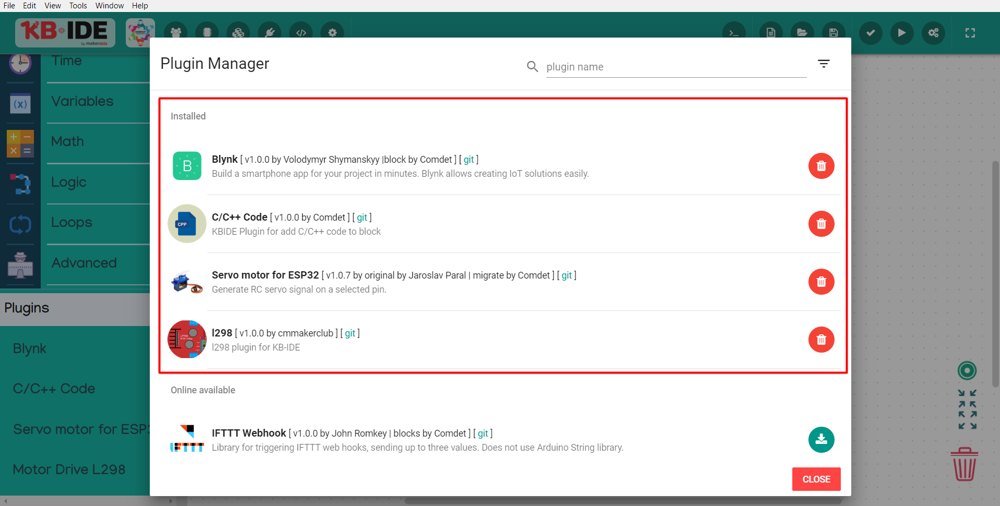 File Edit View Tools Window Help
KB-IDE
by makerasia
Time
Variables
Math
Logic
Loops
Advanced
Plugins
Blynk
C/C++ Code
Servo motor for ESP3
Motor Drive L298
Plugin Manager
plugin name
Installed
B
Blynk [ v1.0.0 by Volodymyr Shymanskyy |block by Comdet ] [ git ]
Build a smartphone app for your project in minutes. Blynk allows creating IoT solutions easily.
CPP
C/C++ Code [ v1.0.0 by Comdet ] [ git ]
KBIDE Plugin for add C/C++ code to block
Servo motor for ESP32 [ v1.0.7 by original by Jaroslav Paral | migrate by Comdet ] [ git ]
Generate RC servo signal on a selected pin.
l298 [ v1.0.0 by cmmakerclub ] [ git ]
l298 plugin for KB-IDE
Online available
IFTTT
IFTTT Webhook [ v1.0.0 by John Romkey | blocks by Comdet ] [ git ]
Library for triggering IFTTT web hooks, sending up to three values. Does not use Arduino String library.
CLOSE